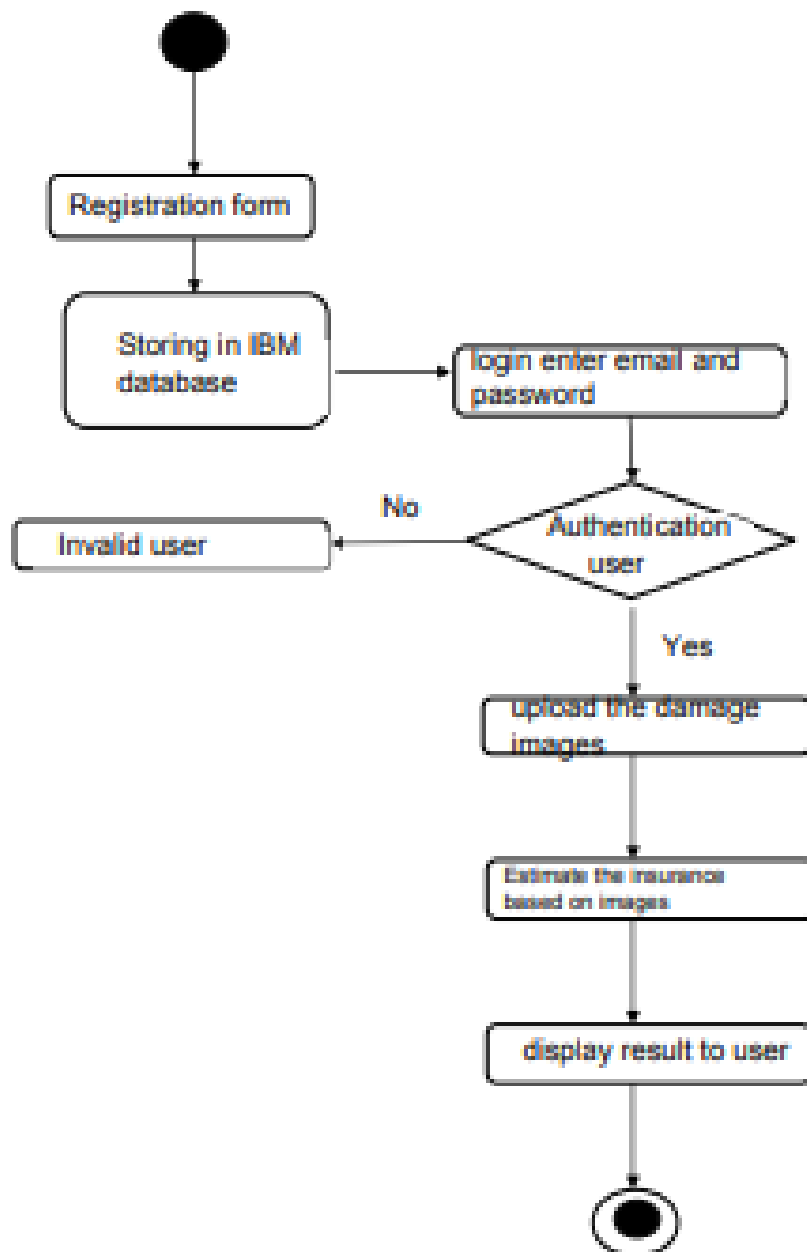 Registration form
Storing in IBM
database
login enter email and
password
Authentication
user
No
Invalid user
Yes
upload the damage
images
Estimate the insurance
based on images
display result to user